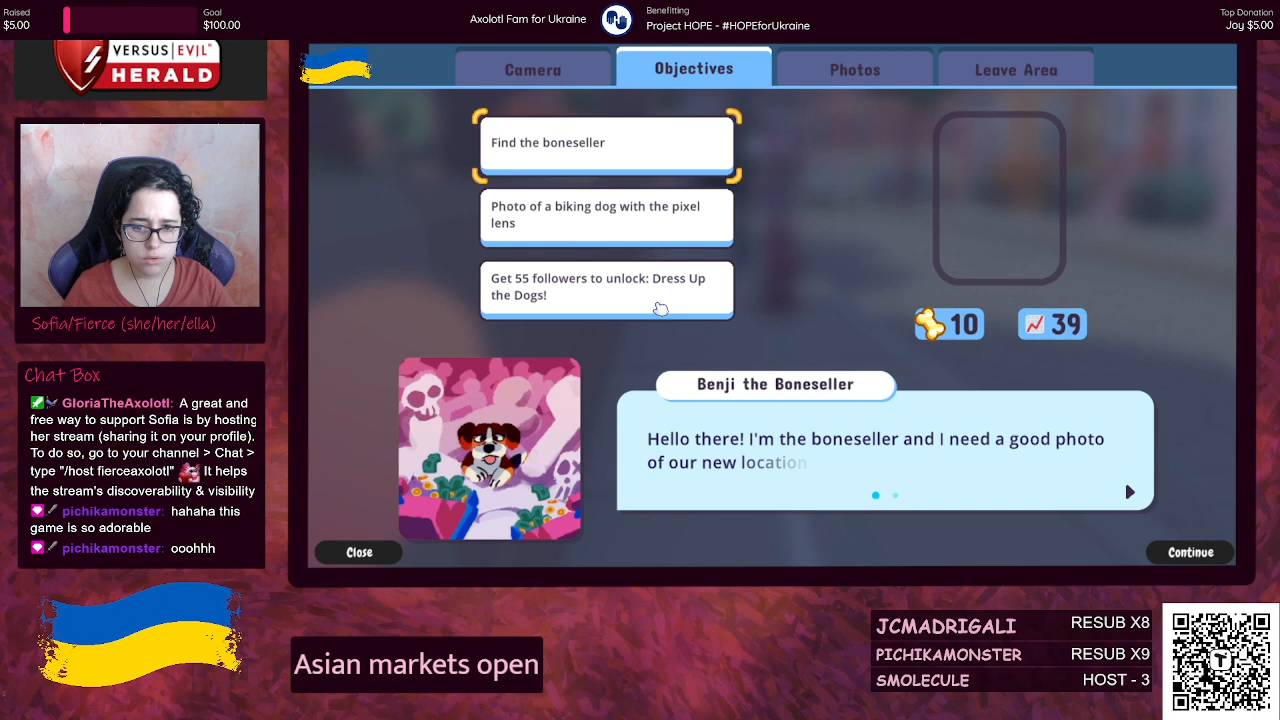 Raised
$5.00
Goal
$100.00
Axolotl Fam for Ukraine
Benefitting
Project HOPE - #HOPEforUkraine
Top Donation
Joy $5.00
VERSUS|EVIL
HERALD
Sofia/Fierce (she/her/ella)
Chat Box
GloriaTheAxolotl: A great and
free way to support Sofia is by hosting
her stream (sharing it on your profile).
To do so, go to your channel > Chat >
type "/host fierceaxolotl" It helps
the stream's discoverability & visibility
pichikamonster: hahaha this
game is so adorable
pichikamonster: ooohhh
Camera
Objectives
Photos
Leave Area
Find the boneseller
Photo of a biking dog with the pixel
lens
Get 55 followers to unlock: Dress Up
the Dogs!
10
39
Benji the Boneseller
Hello there! I'm the boneseller and I need a good photo
of our new location
Close
Continue
Asian markets open
JCMADRIGALI RESUB X8
PICHIKAMONSTER RESUB X9
SMOLECULE HOST - 3
T